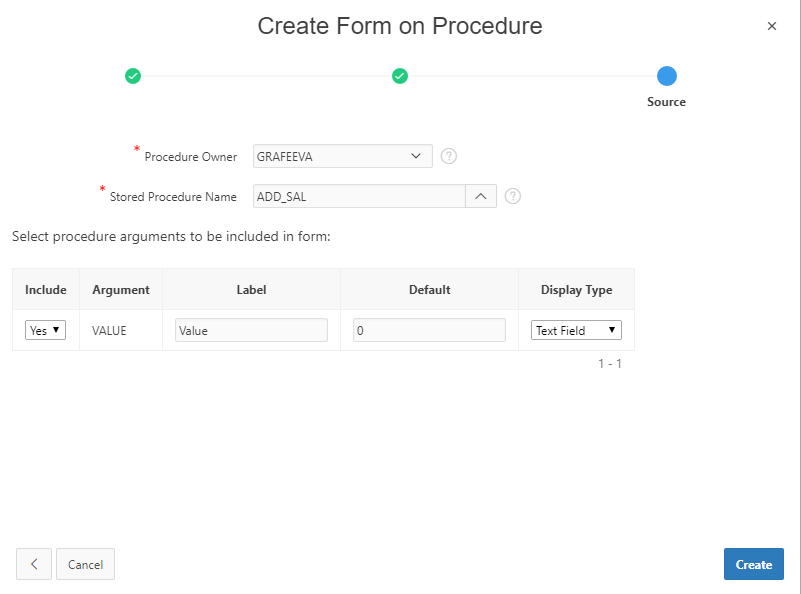 Create Form on Procedure
Source
* Procedure Owner GRAFEEVA ?
* Stored Procedure Name ADD_SAL ?
Select procedure arguments to be included in form:
Include Argument Label Default Display Type
Yes VALUE Value 0 Text Field
1 - 1
Cancel Create